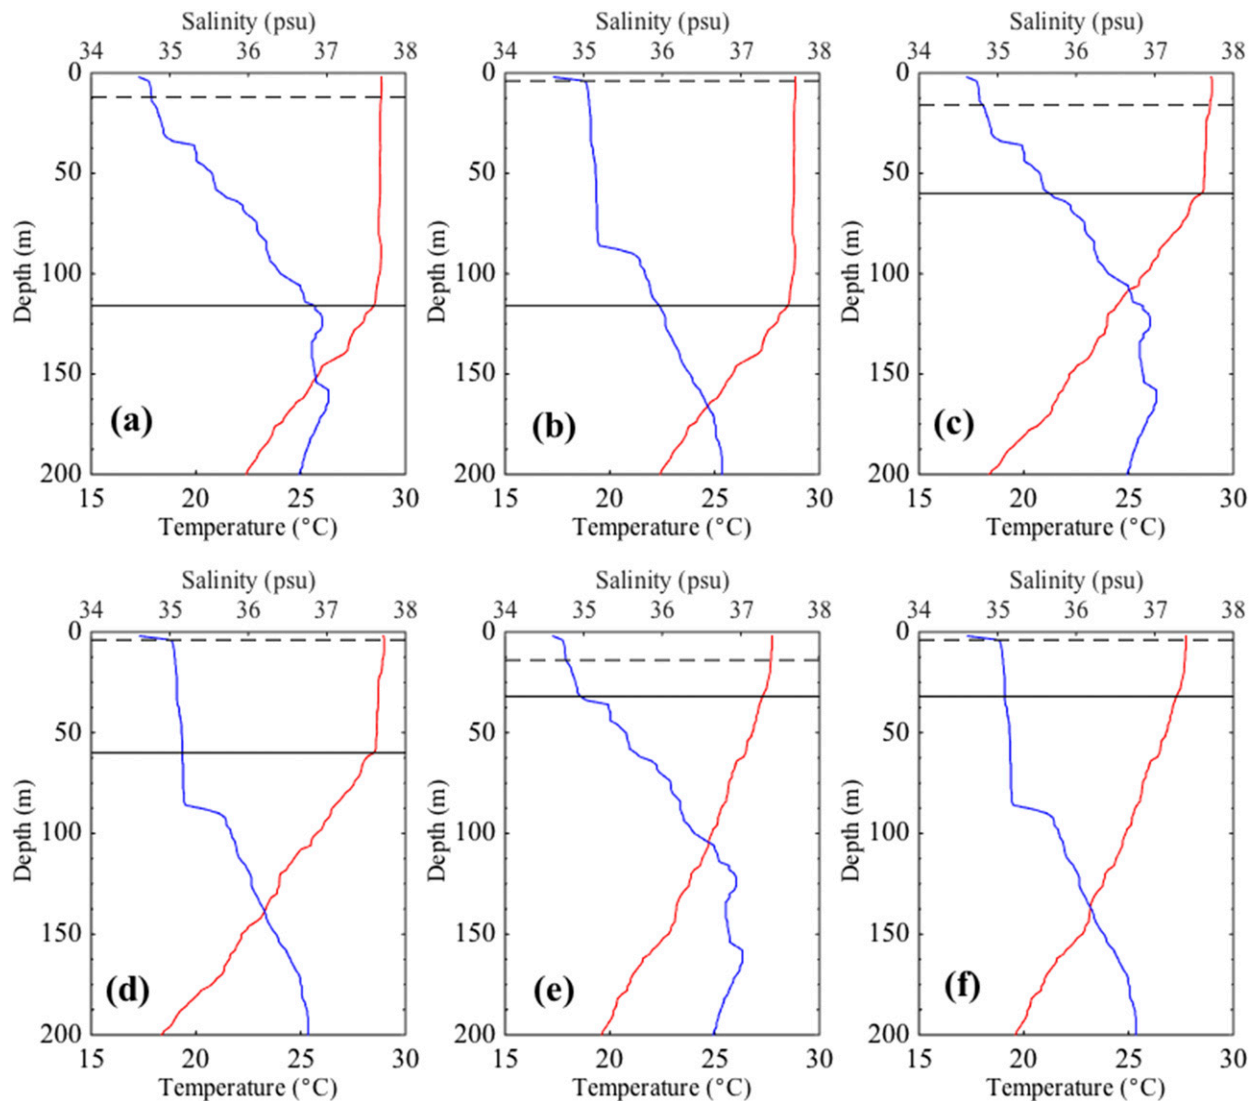 Salinity (psu) Salinity (psu) Salinity (psu)
34 35 36 37 38 34 35 36 37 38 34 35 36 37 38
0 0 0
50 50 50
100 100 100
150 150 150
200 200 200
Depth (m) Depth (m) Depth (m)
(a) (b) (c)
15 20 25 30 15 20 25 30 15 20 25 30
Temperature (°C) Temperature (°C) Temperature (°C)
Salinity (psu) Salinity (psu) Salinity (psu)
34 35 36 37 38 34 35 36 37 38 34 35 36 37 38
0 0 0
50 50 50
100 100 100
150 150 150
200 200 200
Depth (m) Depth (m) Depth (m)
(d) (e) (f)
15 20 25 30 15 20 25 30 15 20 25 30
Temperature (°C) Temperature (°C) Temperature (°C)